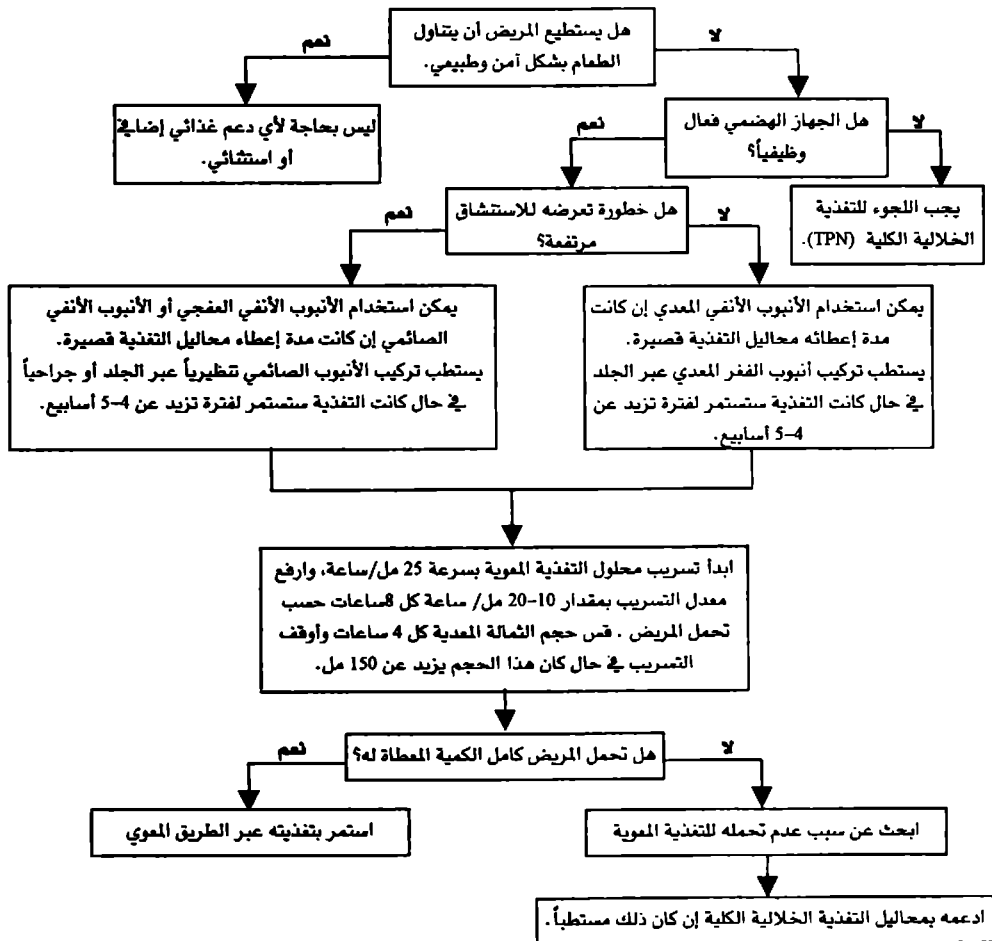 هل يستطيع المريض أن يتناول
الطعام بشكل آمن وطبيعي.
لا
نعم
هل الجهاز الهضمي فعال
وظيفياً؟
ليس بحاجة لأي دعم غذائي إضافي
أو استثنائي.
لا
نعم
يجب اللجوء للتغذية
الخلالية الكلية (TPN).
هل خطورة تعرضه للاستنشاق
مرتفعة؟
لا
نعم
يمكن استخدام الأنبوب الأنفي المعدي إن كانت
مدة إعطائه محاليل التغذية قصيرة.
يستطب تركيب أنبوب الففر المعدي عبر الجلد
في حال كانت التغذية ستستمر لفترة تزيد عن
4–5 أسابيع.
يمكن استخدام الأنبوب الأنفي العفجي أو الأنبوب الأنفي
الصائمي إن كانت مدة إعطاء محاليل التغذية قصيرة.
يستطب تركيب الأنبوب الصائمي تنظيرياً عبر الجلد أو جراحياً
في حال كانت التغذية ستستمر لفترة تزيد عن 4–5 أسابيع.
ابدأ تسريب محلول التغذية المعوية بسرعة 25 مل/ساعة، وارفع
معدل التسريب بمقدار 10–20 مل/ ساعة كل 8ساعات حسب
تحمل المريض . قس حجم الثمالة المعدية كل 4 ساعات وأوقف
التسريب في حال كان هذا الحجم يزيد عن 150 مل.
هل تحمل المريض كامل الكمية المعطاة له؟
لا
نعم
ابحث عن سبب عدم تحمله للتغذية المعوية
استمر بتغذيته عبر الطريق المعوي
ادعمه بمحاليل التغذية الخلالية الكلية إن كان ذلك مستطباً.